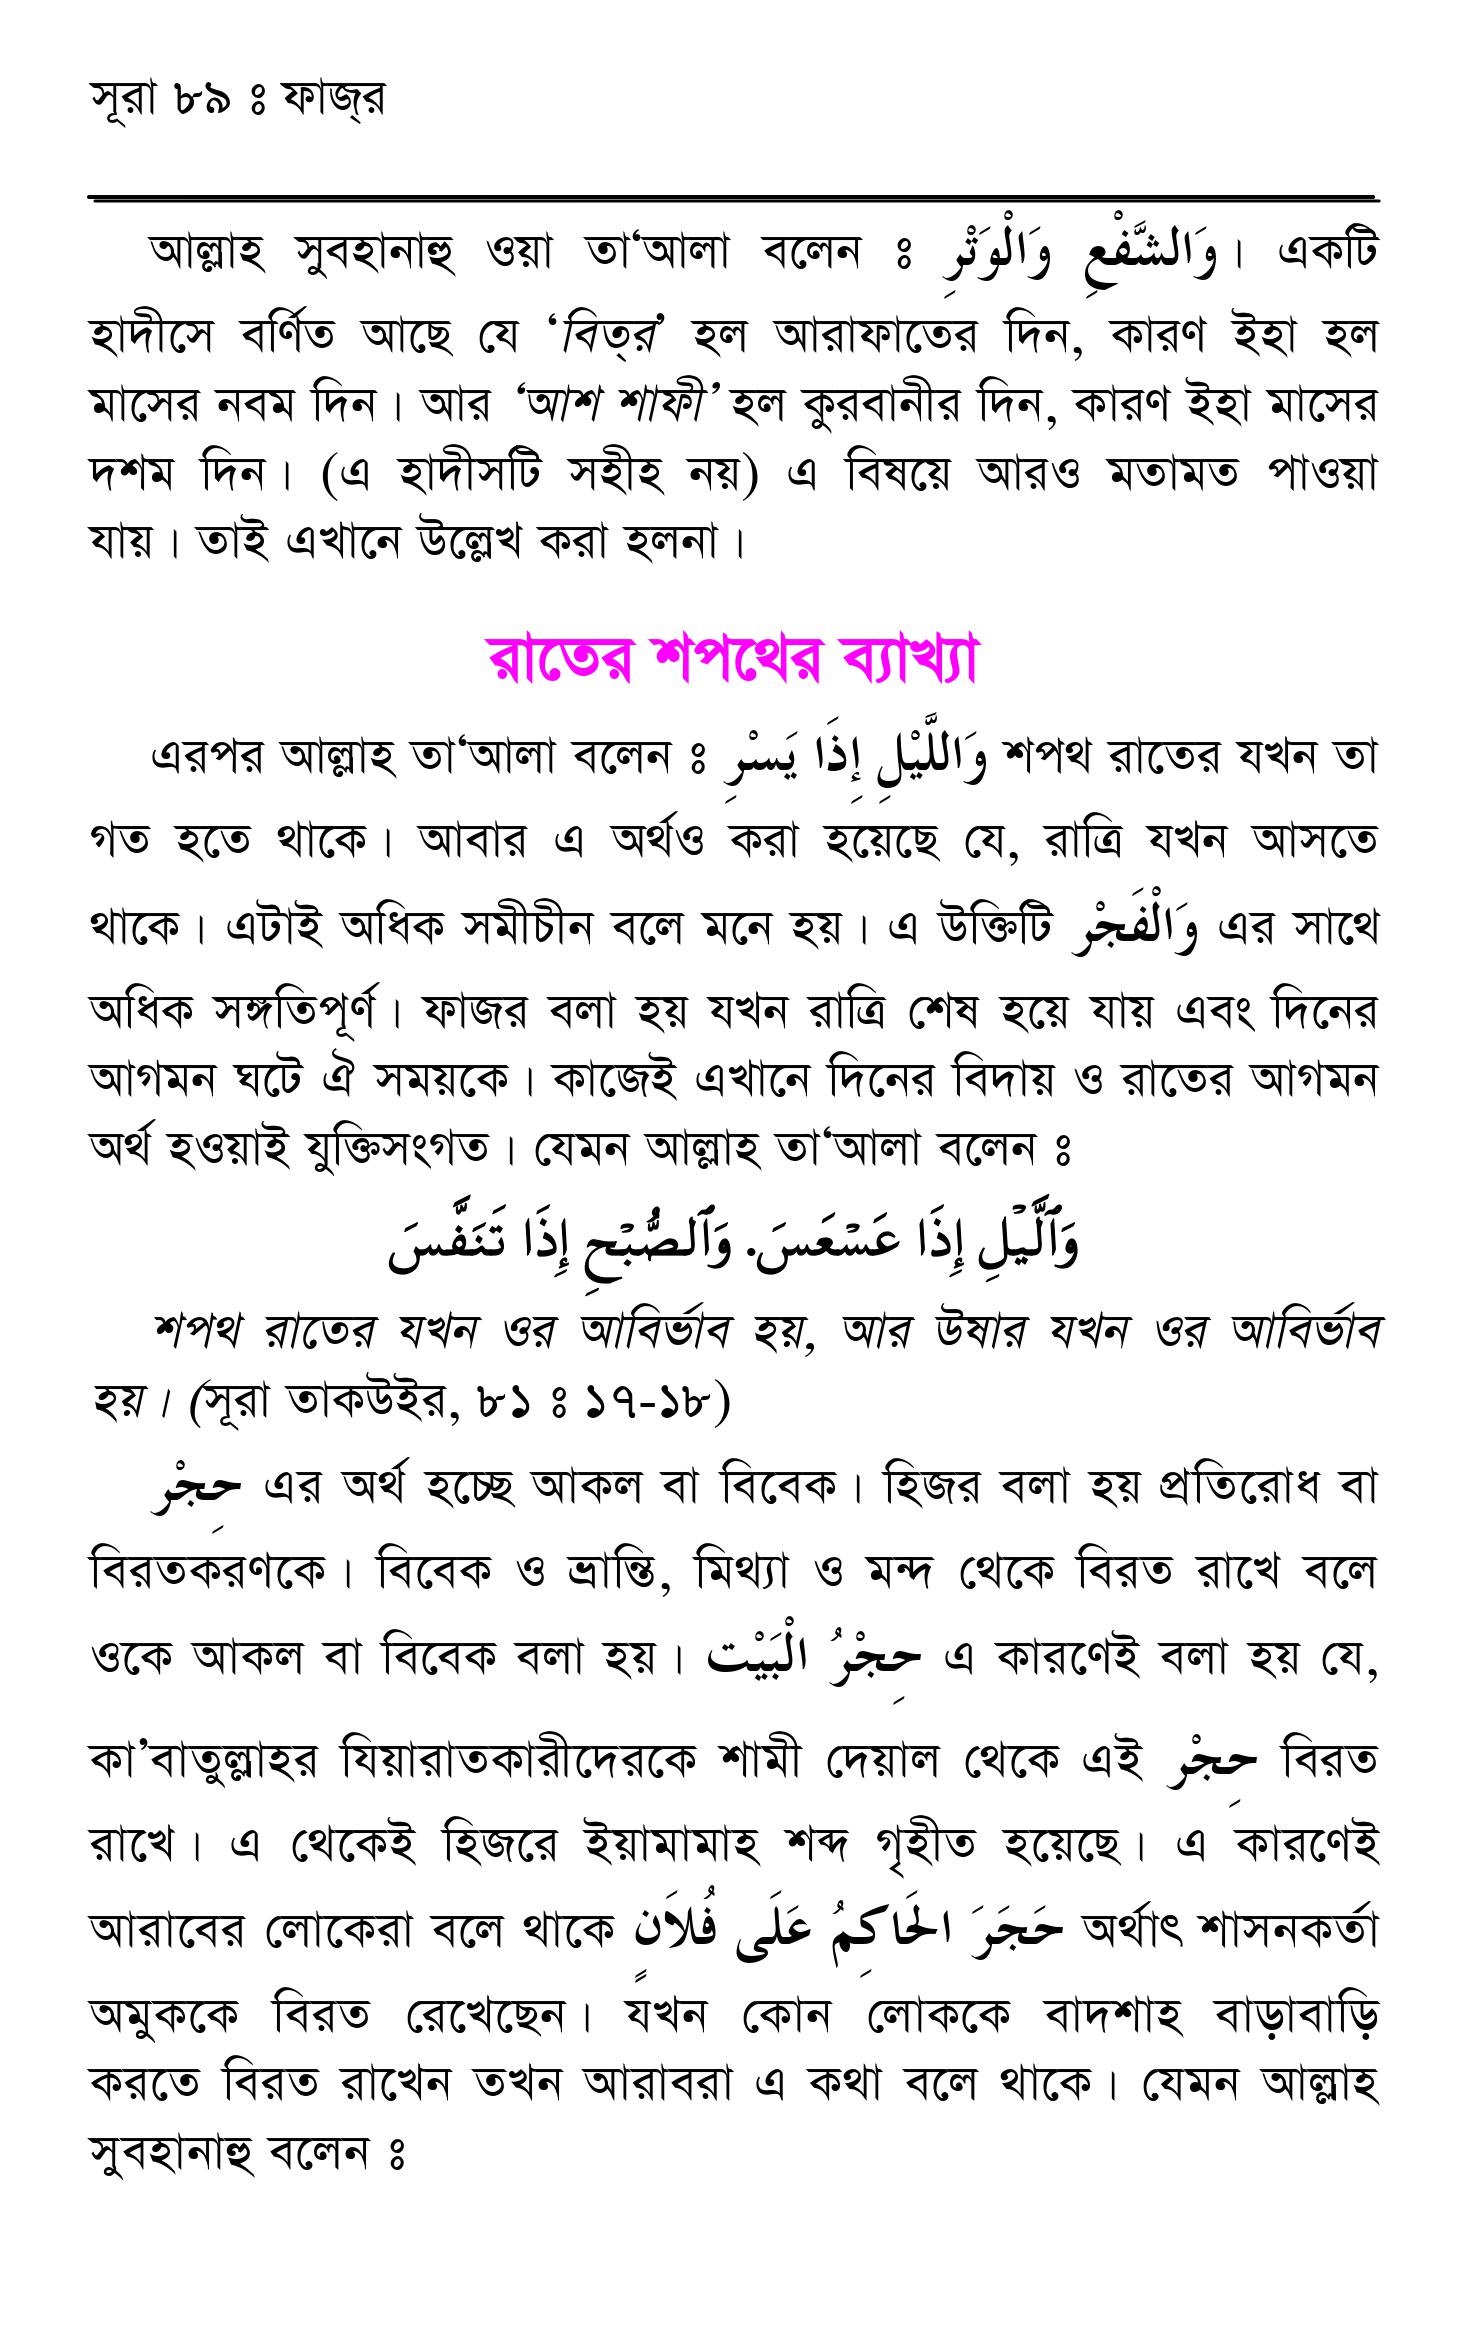 সূরা ৮৯ ঃ ফাজ্‌র
আল্লাহ সুবহানাহু ওয়া তা‘আলা বলেন ঃ وَالشَّفْعِ وَالْوَتْرِ। একটি
হাদীসে বর্ণিত আছে যে ‘বিত্‌র’ হল আরাফাতের দিন, কারণ ইহা হল
মাসের নবম দিন। আর ‘আশ শাফী’ হল কুরবানীর দিন, কারণ ইহা মাসের
দশম দিন। (এ হাদীসটি সহীহ নয়) এ বিষয়ে আরও মতামত পাওয়া
যায়। তাই এখানে উল্লেখ করা হলনা।
রাতের শপথের ব্যাখ্যা
এরপর আল্লাহ তা‘আলা বলেন ঃ وَاللَّيْلِ إِذَا يَسْرِ শপথ রাতের যখন তা
গত হতে থাকে। আবার এ অর্থও করা হয়েছে যে, রাত্রি যখন আসতে
থাকে। এটাই অধিক সমীচীন বলে মনে হয়। এ উক্তিটি وَالْفَجْر এর সাথে
অধিক সঙ্গতিপূর্ণ। ফাজর বলা হয় যখন রাত্রি শেষ হয়ে যায় এবং দিনের
আগমন ঘটে ঐ সময়কে। কাজেই এখানে দিনের বিদায় ও রাতের আগমন
অর্থ হওয়াই যুক্তিসংগত। যেমন আল্লাহ তা‘আলা বলেন ঃ
وَٱلَّيْلِ إِذَا عَسْعَسَ. وَٱلصُّبْحِ إِذَا تَنَفَّسَ
শপথ রাতের যখন ওর আবির্ভাব হয়, আর উষার যখন ওর আবির্ভাব
হয়। (সূরা তাকউইর, ৮১ ঃ ১৭-১৮)
حِجْر এর অর্থ হচ্ছে আকল বা বিবেক। হিজর বলা হয় প্রতিরোধ বা
বিরতকরণকে। বিবেক ও ভ্রান্তি, মিথ্যা ও মন্দ থেকে বিরত রাখে বলে
ওকে আকল বা বিবেক বলা হয়। حِجْرُ الْبَيْت এ কারণেই বলা হয় যে,
কা’বাতুল্লাহর যিয়ারাতকারীদেরকে শামী দেয়াল থেকে এই حِجْر বিরত
রাখে। এ থেকেই হিজরে ইয়ামামাহ শব্দ গৃহীত হয়েছে। এ কারণেই
আরাবের লোকেরা বলে থাকে حَجَرَ الْحَاكِمُ عَلَى فُلاَنٍ অর্থাৎ শাসনকর্তা
অমুককে বিরত রেখেছেন। যখন কোন লোককে বাদশাহ বাড়াবাড়ি
করতে বিরত রাখেন তখন আরাবরা এ কথা বলে থাকে। যেমন আল্লাহ
সুবহানাহু বলেন ঃ